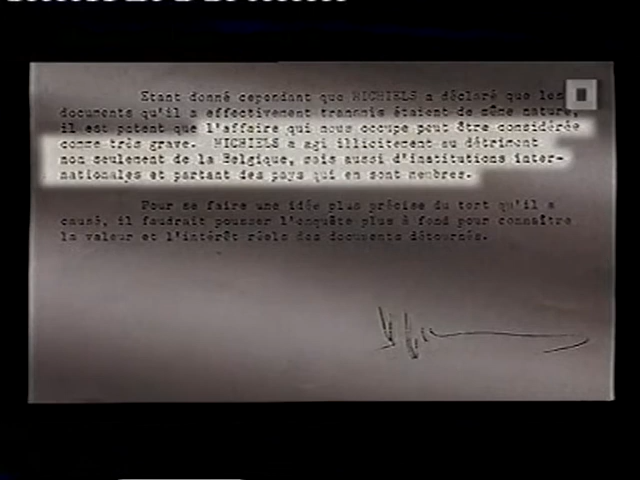 Etant donné cependant que MICHIELS a déclaré que les
documents qu'il a effectivement transmis étaient de même nature,
il est patent que l'affaire qui nous occupe peut être considérée
comme très grave. MICHIELS a agi illicitement au détriment
non seulement de la Belgique, mais aussi d'institutions inter-
nationales et partant des pays qui en sont membres.
Pour se faire une idée plus précise du tort qu'il a
causé, il faudrait pousser l'enquête plus à fond pour connaître
la valeur et l'intérêt réels des documents détournés.